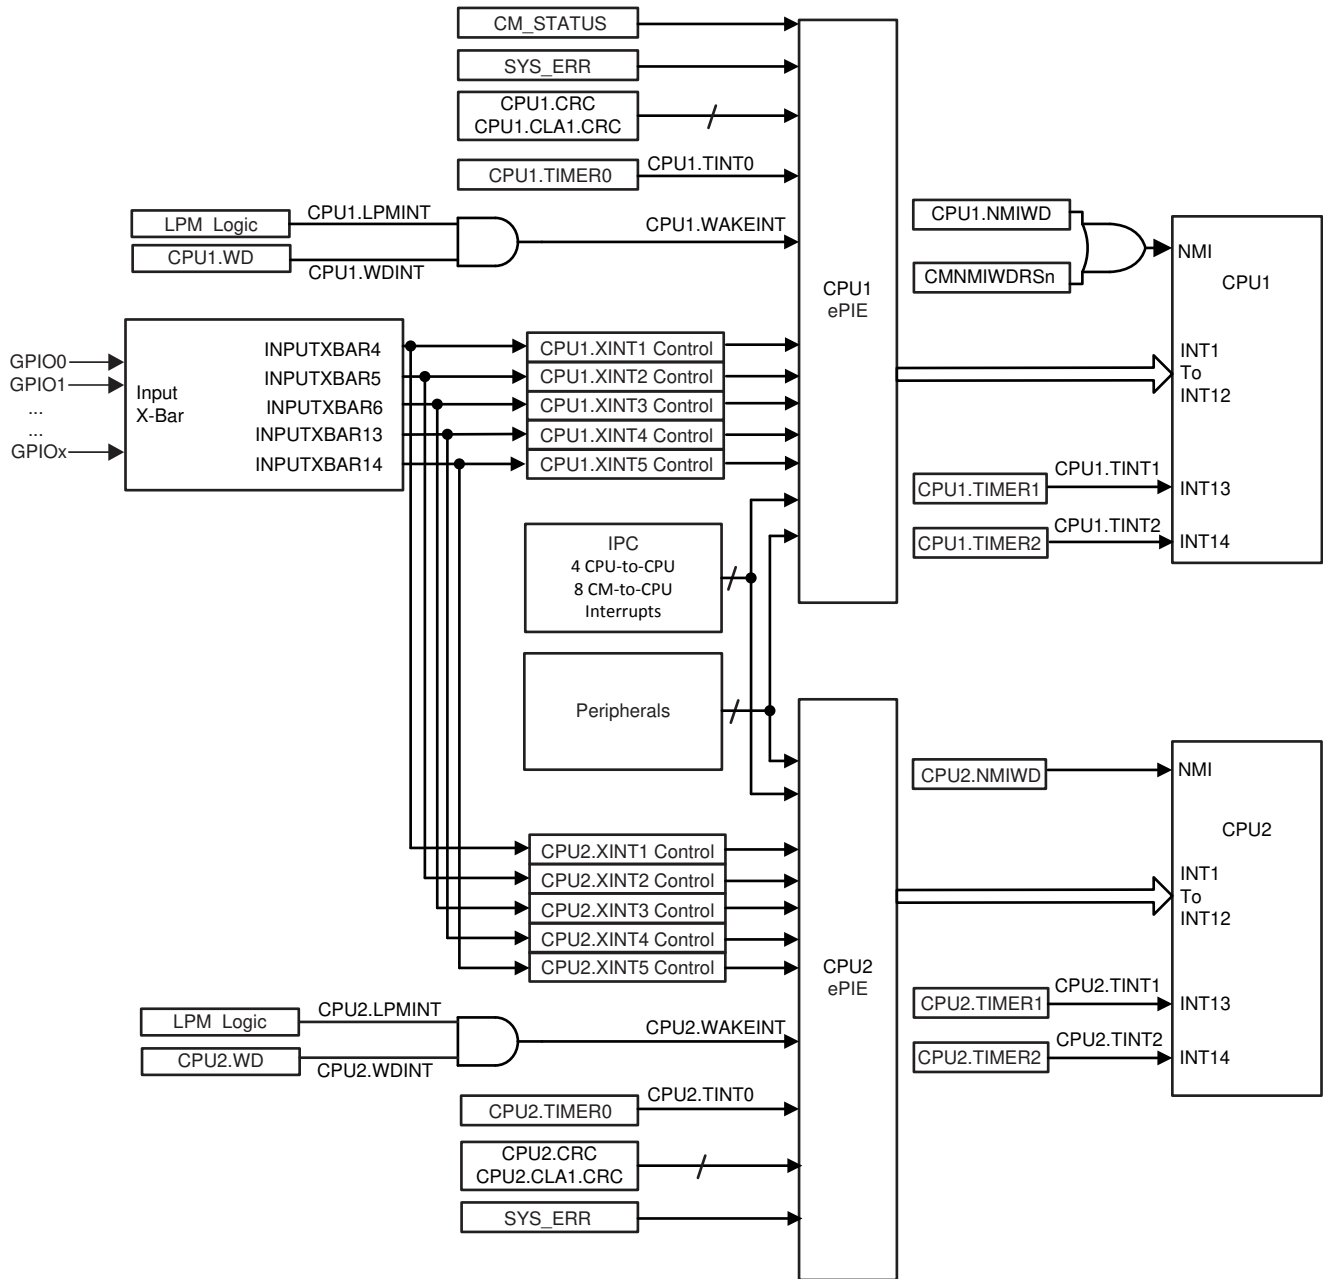 CM_STATUS
SYS_ERR
CPU1.CRC
CPU1.CLA1.CRC
CPU1.TIMER0
CPU1.TINT0
LPM Logic
CPU1.LPMINT
CPU1.WD
CPU1.WDINT
CPU1.WAKEINT
CPU1
ePIE
CPU1.NMIWD
CMNMIWDRSn
NMI
CPU1
INT1
To
INT12
CPU1.TIMER1
CPU1.TINT1
INT13
CPU1.TIMER2
CPU1.TINT2
INT14
GPIO0
GPIO1
...
...
GPIOx
Input
X-Bar
INPUTXBAR4
INPUTXBAR5
INPUTXBAR6
INPUTXBAR13
INPUTXBAR14
CPU1.XINT1 Control
CPU1.XINT2 Control
CPU1.XINT3 Control
CPU1.XINT4 Control
CPU1.XINT5 Control
IPC
4 CPU-to-CPU
8 CM-to-CPU
Interrupts
Peripherals
CPU2.XINT1 Control
CPU2.XINT2 Control
CPU2.XINT3 Control
CPU2.XINT4 Control
CPU2.XINT5 Control
CPU2
ePIE
CPU2.NMIWD
NMI
CPU2
INT1
To
INT12
CPU2.TIMER1
CPU2.TINT1
INT13
CPU2.TIMER2
CPU2.TINT2
INT14
LPM Logic
CPU2.LPMINT
CPU2.WD
CPU2.WDINT
CPU2.WAKEINT
CPU2.TIMER0
CPU2.TINT0
CPU2.CRC
CPU2.CLA1.CRC
SYS_ERR